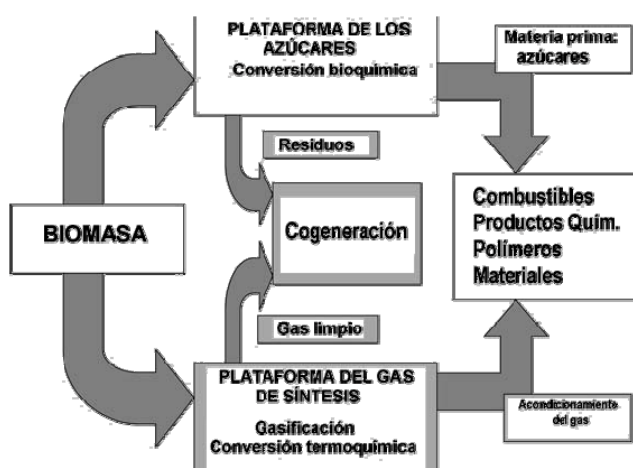 PLATAFORMA DE LOS
AZÚCARES
Conversión bioquímica
Materia prima:
azúcares
Residuos
BIOMASA
Cogeneración
Combustibles
Productos Quím.
Polímeros
Materiales
Gas limpio
PLATAFORMA DEL GAS
DE SÍNTESIS
Gasificación
Conversión termoquímica
Acondicionamiente
del gas